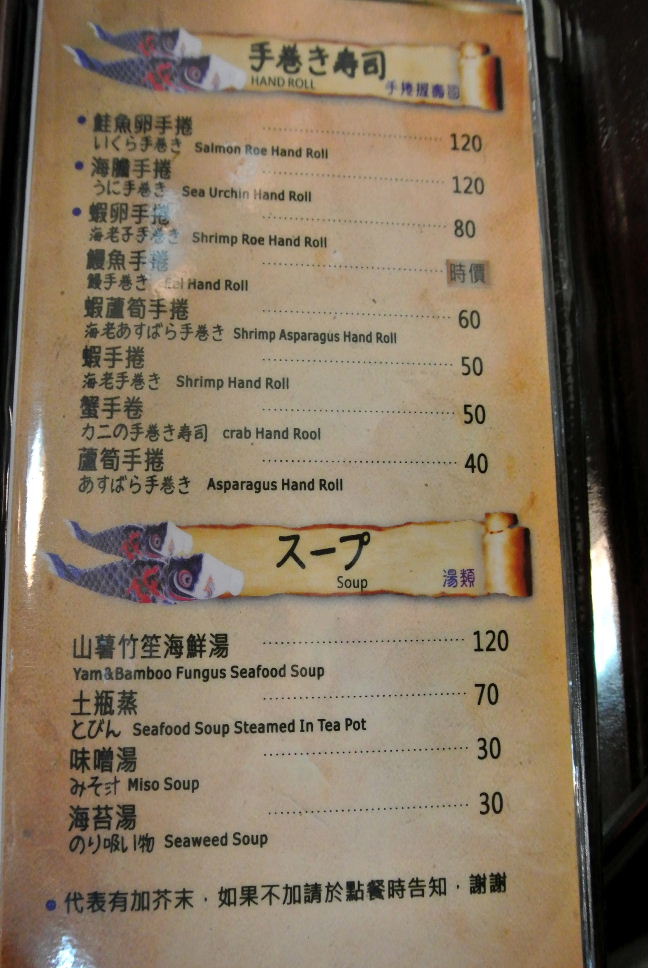 手巻き寿司
HAND ROLL 手捲握壽司
• 鮭魚卵手捲 120
いくら手巻き Salmon Roe Hand Roll
• 海膽手捲 120
うに手巻き Sea Urchin Hand Roll
• 蝦卵手捲 80
海老子手巻き Shrimp Roe Hand Roll
鰻魚手捲 時價
鰻手巻き Eel Hand Roll
蝦蘆筍手捲 60
海老あすぱら手巻き Shrimp Asparagus Hand Roll
蝦手捲 50
海老手巻き Shrimp Hand Roll
蟹手卷 50
カニの手巻き寿司 crab Hand Rool
蘆筍手捲 40
あすぱら手巻き Asparagus Hand Roll
スープ
Soup 湯類
山薯竹笙海鮮湯 120
Yam&Bamboo Fungus Seafood Soup
土瓶蒸 70
とびん Seafood Soup Steamed In Tea Pot
味噌湯 30
みそ汁 Miso Soup
海苔湯 30
のり吸い物 Seaweed Soup
• 代表有加芥末，如果不加請於點餐時告知，謝謝